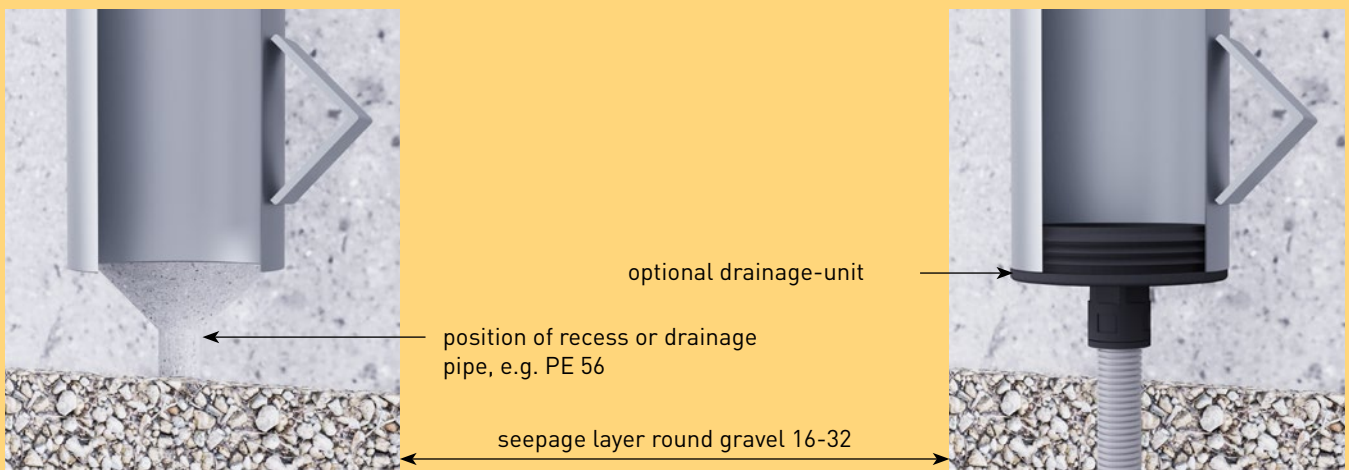 optional drainage-unit
position of recess or drainage
pipe, e.g. PE 56
seepage layer round gravel 16-32